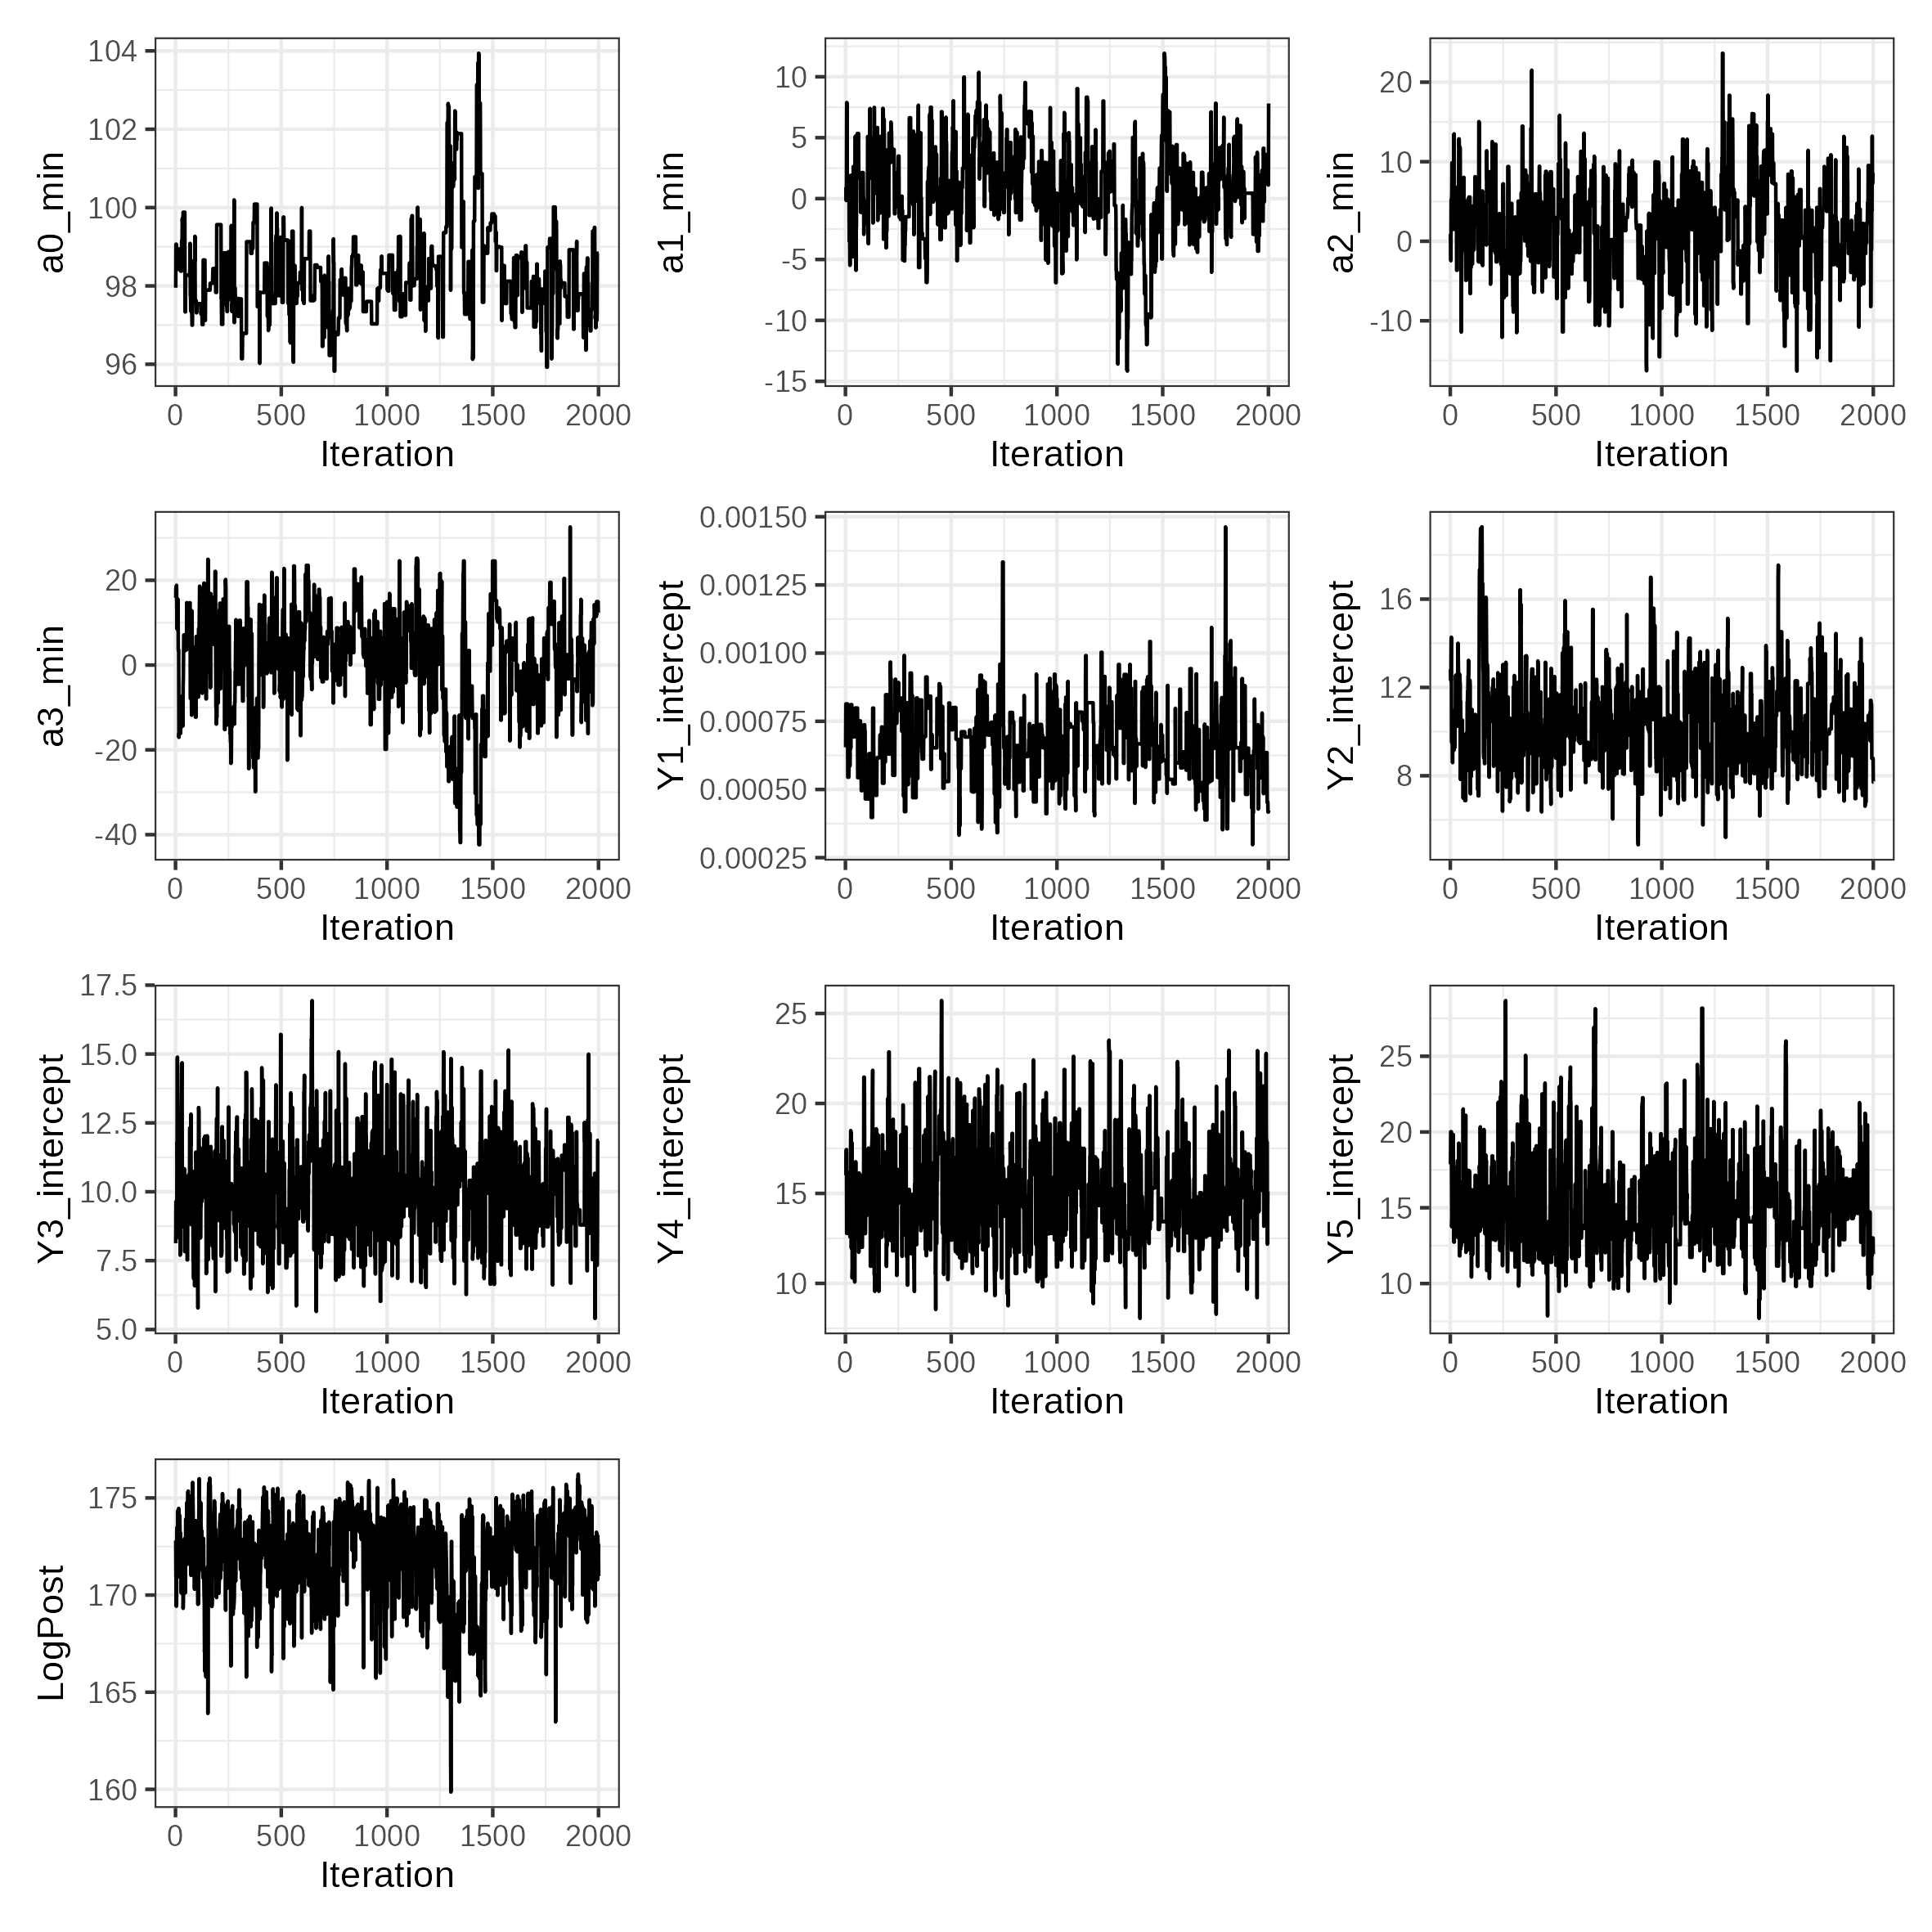 a0_min
104
102
100
98
96
0 500 1000 1500 2000
Iteration
a1_min
10
5
0
-5
-10
-15
0 500 1000 1500 2000
Iteration
a2_min
20
10
0
-10
0 500 1000 1500 2000
Iteration
a3_min
20
0
-20
-40
0 500 1000 1500 2000
Iteration
Y1_intercept
0.00150
0.00125
0.00100
0.00075
0.00050
0.00025
0 500 1000 1500 2000
Iteration
Y2_intercept
16
12
8
0 500 1000 1500 2000
Iteration
Y3_intercept
17.5
15.0
12.5
10.0
7.5
5.0
0 500 1000 1500 2000
Iteration
Y4_intercept
25
20
15
10
0 500 1000 1500 2000
Iteration
Y5_intercept
25
20
15
10
0 500 1000 1500 2000
Iteration
LogPost
175
170
165
160
0 500 1000 1500 2000
Iteration